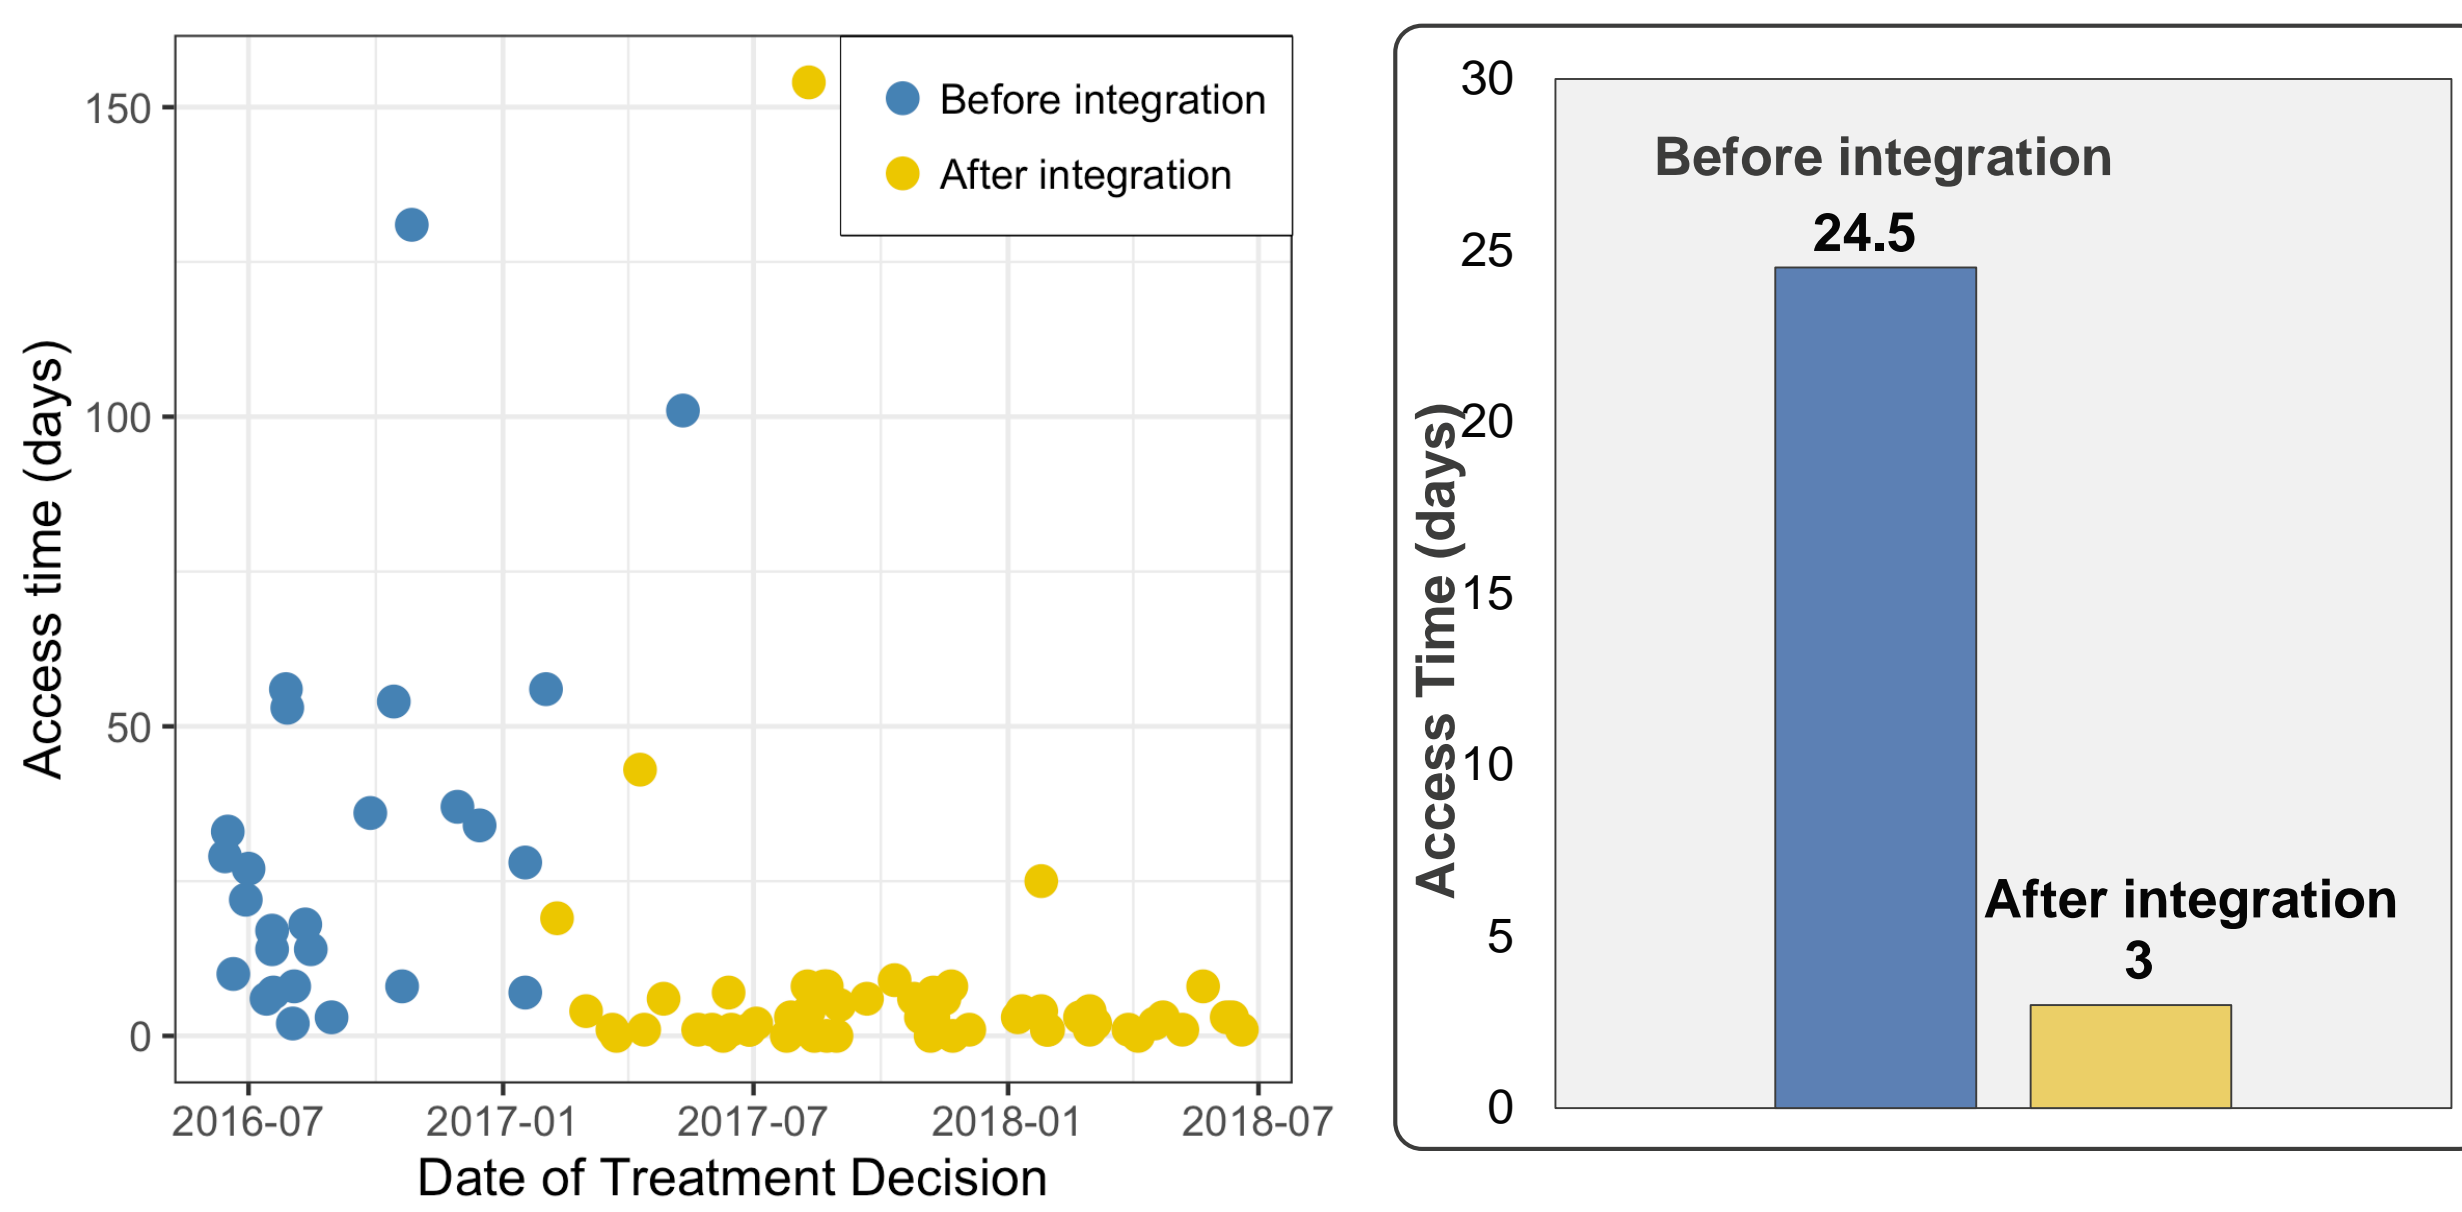 150
100
50
0
Access time (days)
Before integration
After integration
2016-07
2017-01
2017-07
2018-01
2018-07
Date of Treatment Decision
30
25
20
15
10
5
0
Access Time (days)
Before integration
24.5
After integration
3